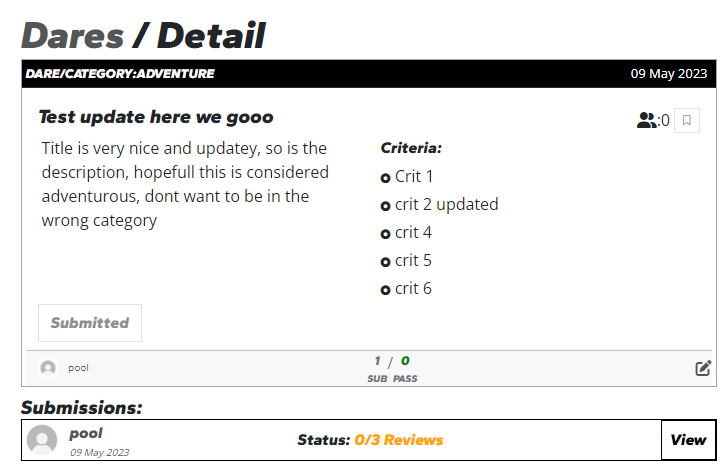 Dares / Detail
DARE/CATEGORY:ADVENTURE 09 May 2023
Test update here we gooo :0
Title is very nice and updatey, so is the
description, hopefull this is considered
adventurous, dont want to be in the
wrong category
Criteria:
Crit 1
crit 2 updated
crit 4
crit 5
crit 6
Submitted
pool
1 / 0
SUB PASS
Submissions:
pool
09 May 2023
Status: 0/3 Reviews
View